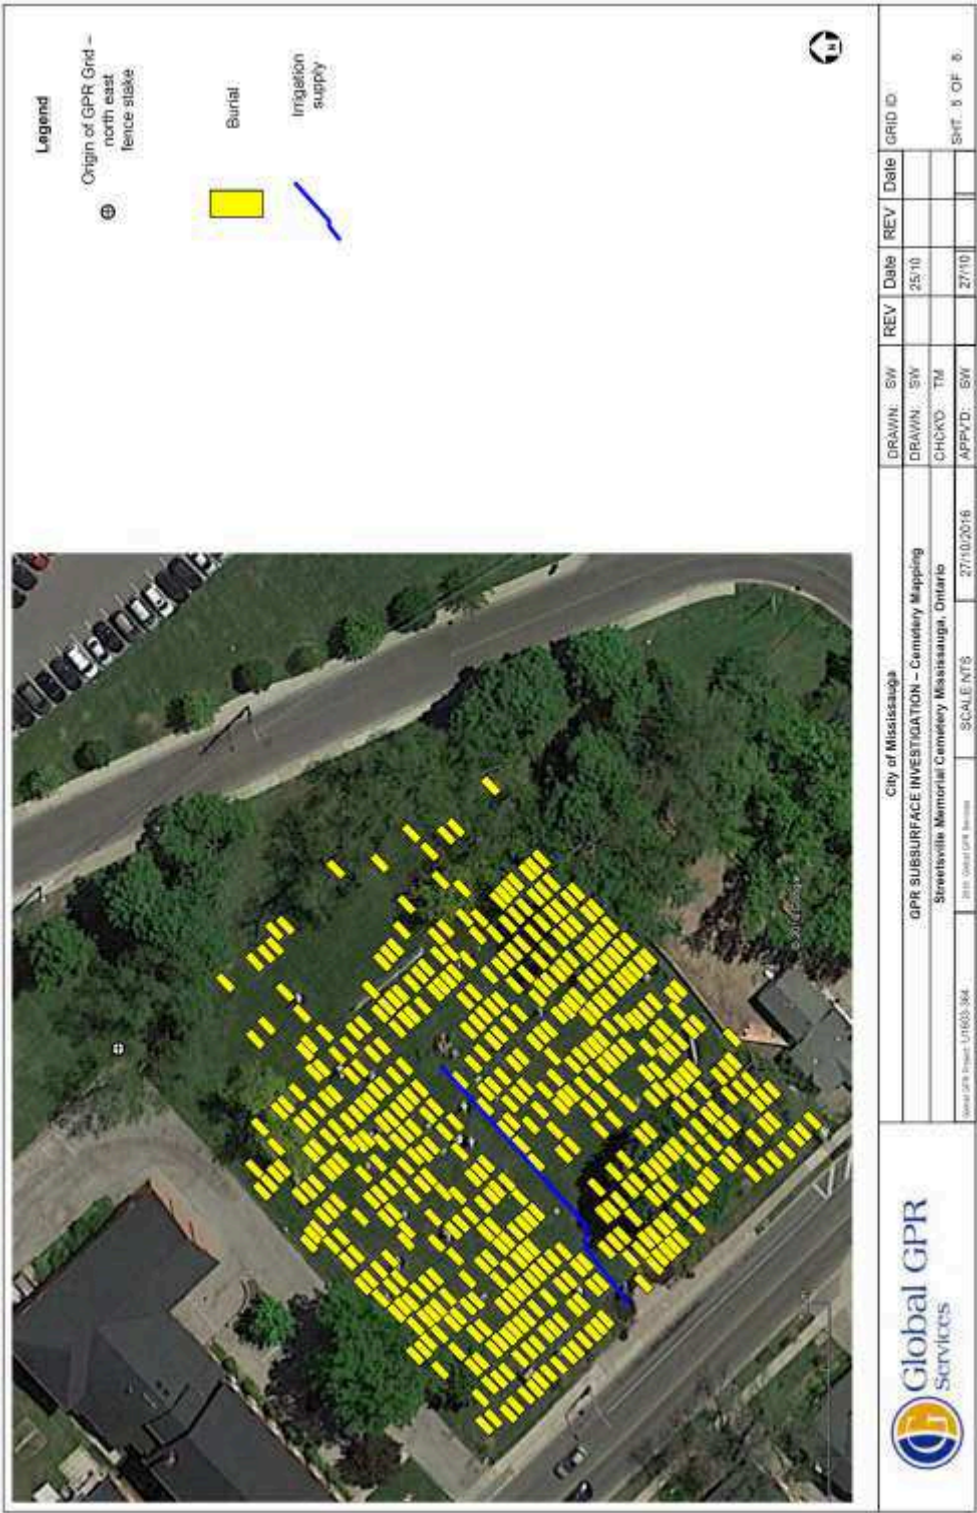 Legend
Origin of GPR Grid –
north east
fence stake
Burial
Irrigation
supply
N
Global GPR
Services
City of Mississauga
GPR SUBSURFACE INVESTIGATION – Cemetery Mapping
Streetsville Memorial Cemetery Mississauga, Ontario
SCALE NTS
27/10/2016
DRAWN: SW
REV
Date
REV
Date
GRID ID:
DRAWN: SW
25/10
CHCK'D: TM
APPV'D: SW
27/10
SHT. 5 OF 8